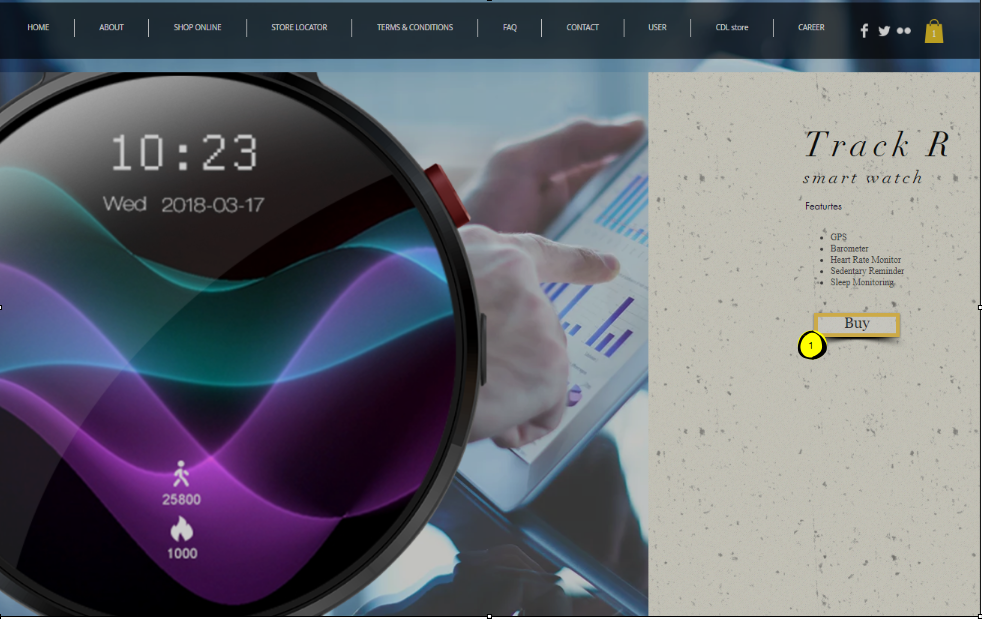 HOME ABOUT SHOP ONLINE STORE LOCATOR TERMS & CONDITIONS FAQ CONTACT USER CDL store CAREER
1
10:23
Wed 2018-03-17
25800
1000
Track R
smart watch
Featurtes
GPS
Barometer
Heart Rate Monitor
Sedentary Reminder
Sleep Monitoring
Buy
1